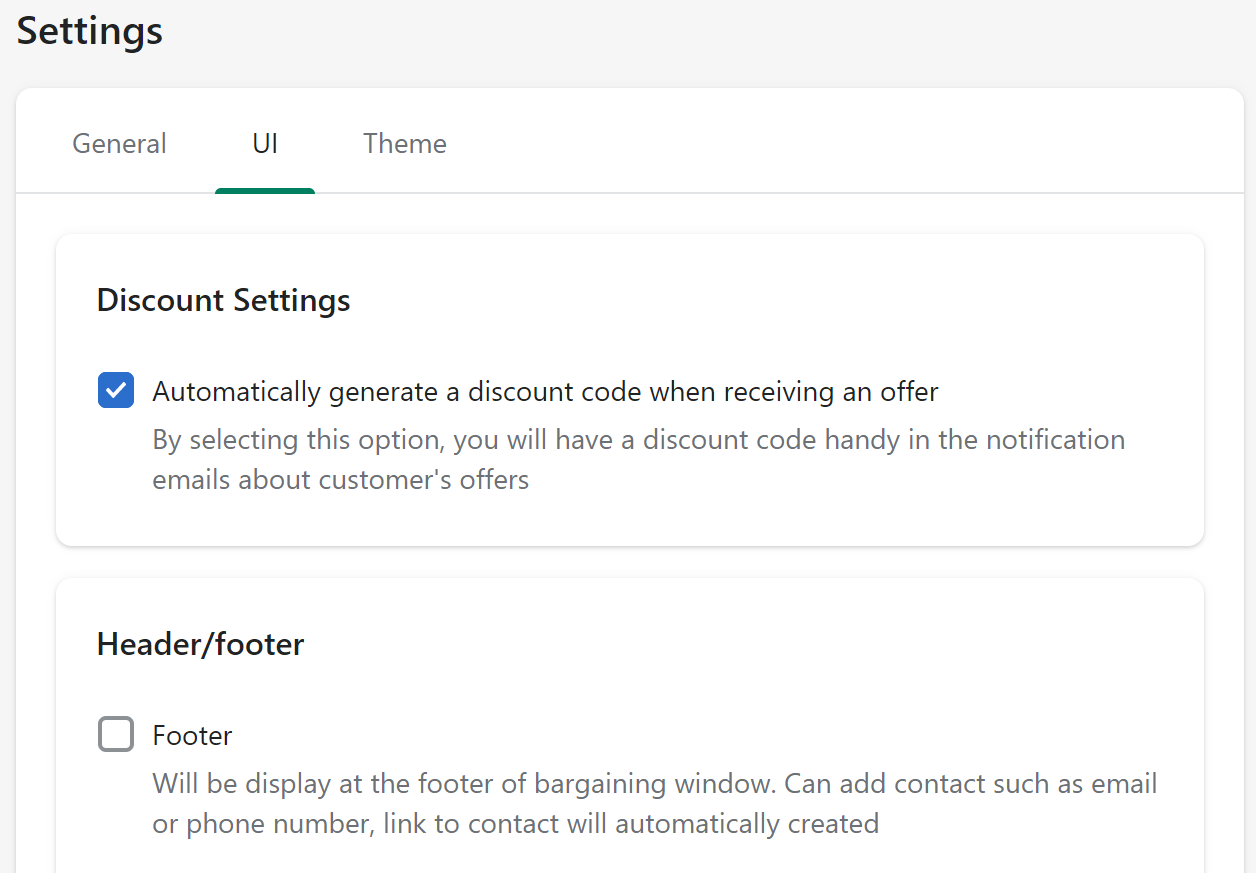 Settings
General UI Theme
Discount Settings
Automatically generate a discount code when receiving an offer
By selecting this option, you will have a discount code handy in the notification
emails about customer's offers
Header/footer
Footer
Will be display at the footer of bargaining window. Can add contact such as email
or phone number, link to contact will automatically created